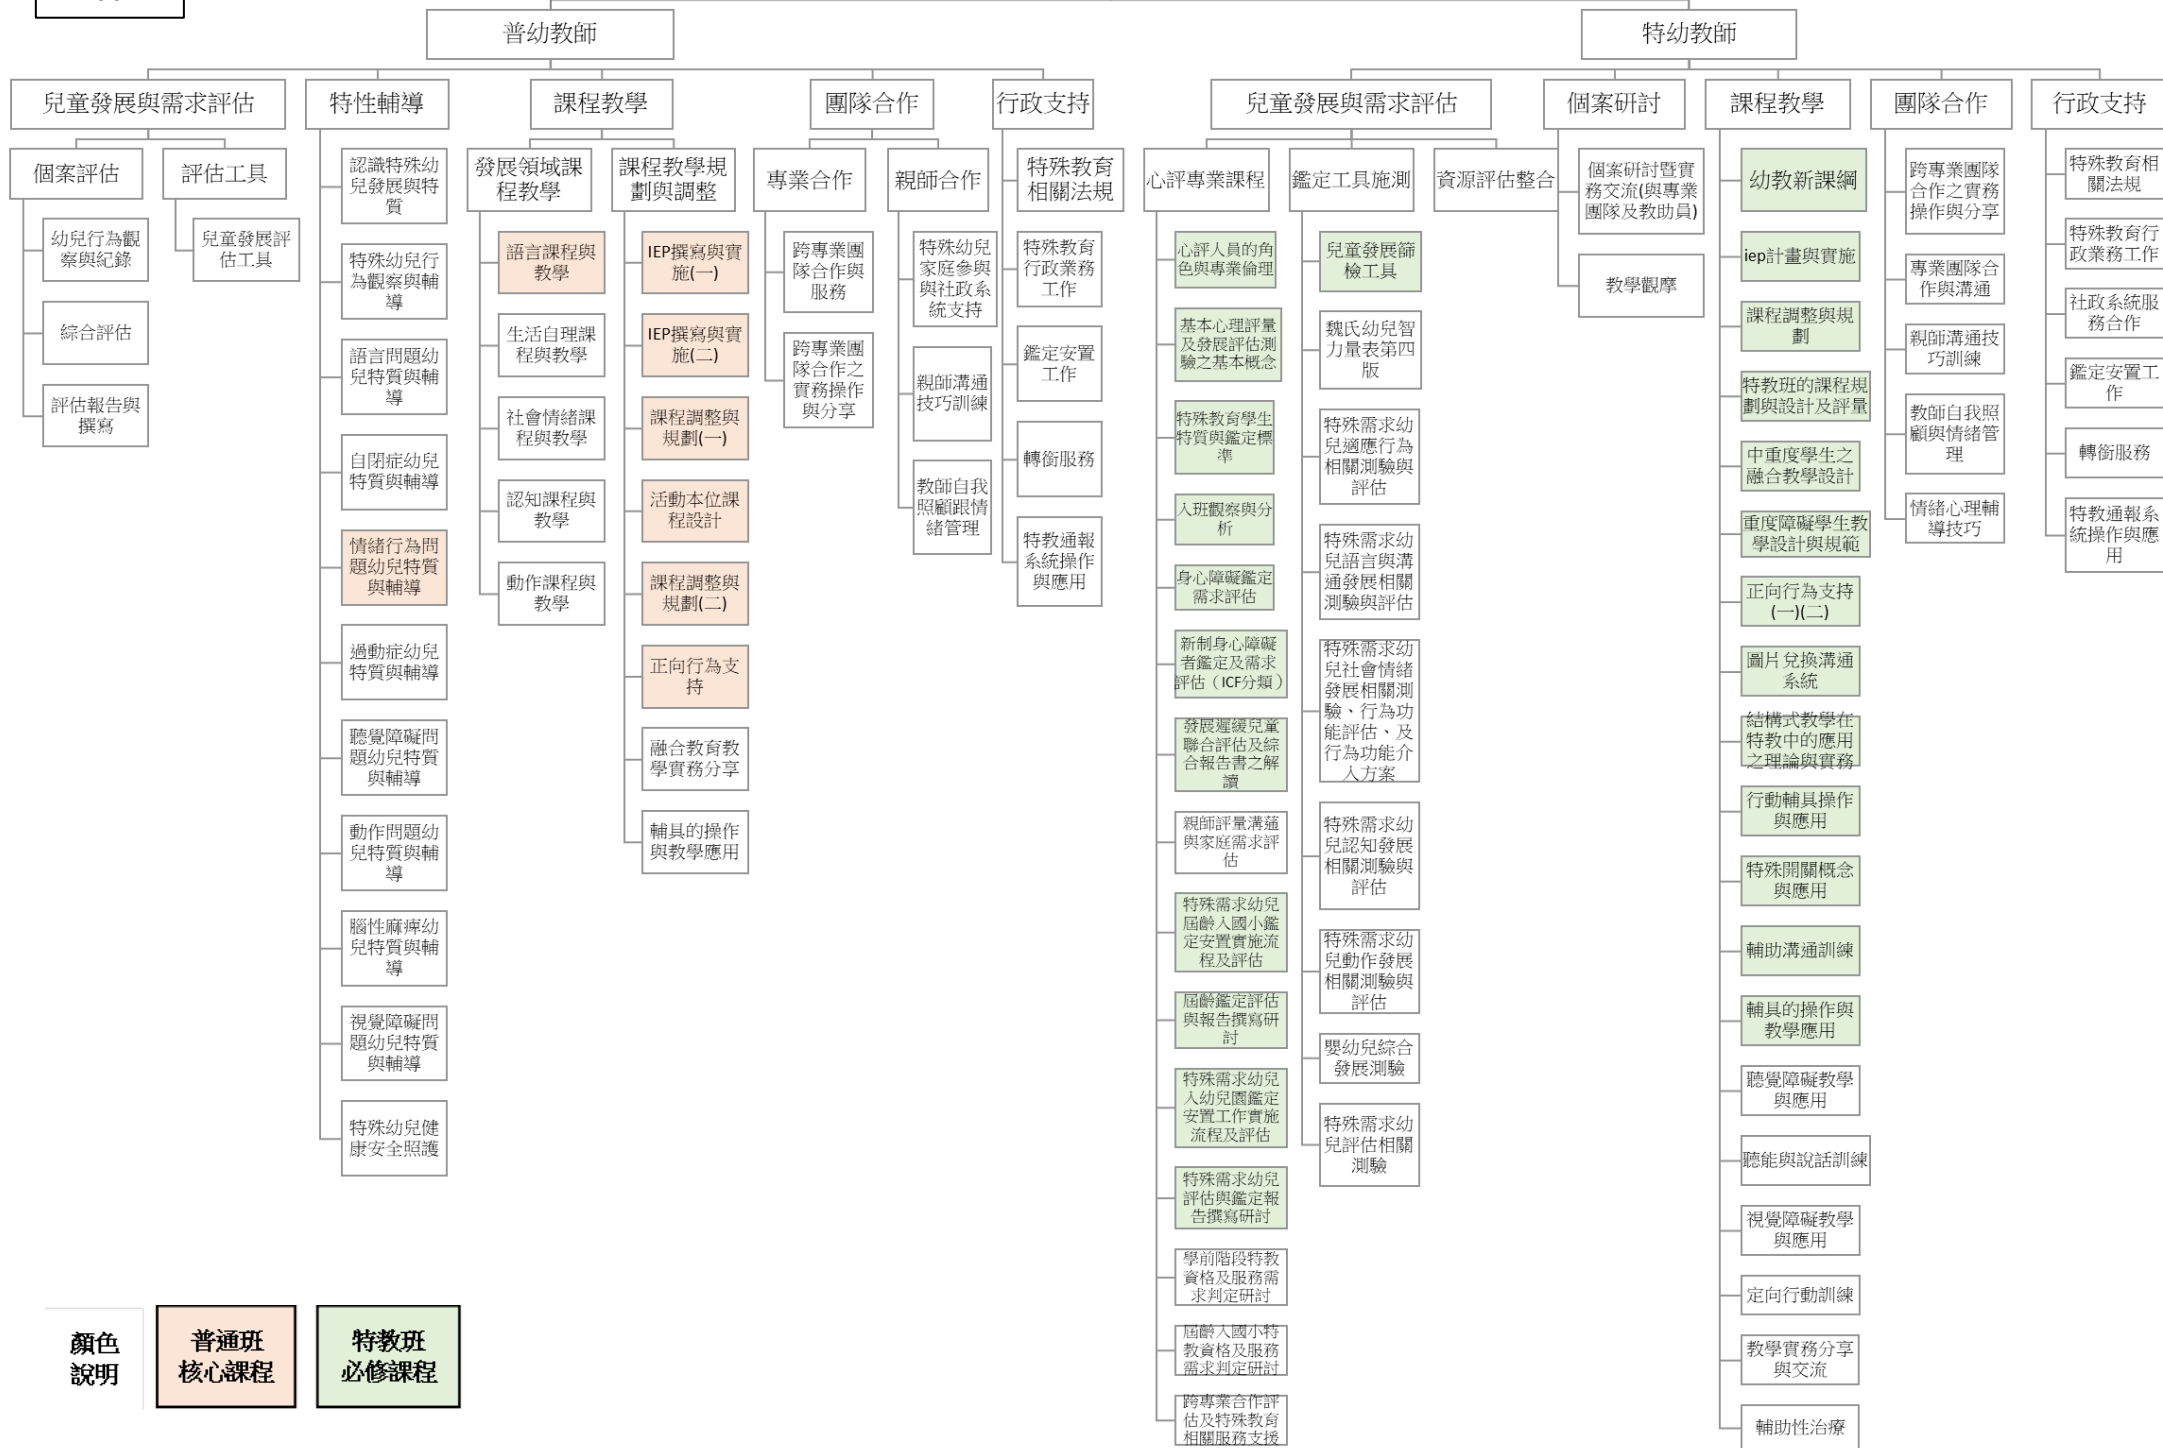 普幼教師
特幼教師
兒童發展與需求評估
特性輔導
課程教學
團隊合作
行政支持
兒童發展與需求評估
個案研討
課程教學
團隊合作
行政支持
個案評估
幼兒行為觀
察與紀錄
綜合評估
評估報告與
撰寫
評估工具
兒童發展評
估工具
認識特殊幼
兒發展與特
質
特殊幼兒行
為觀察與輔
導
語言問題幼
兒特質與輔
導
自閉症幼兒
特質與輔導
情緒行為問
題幼兒特質
與輔導
過動症幼兒
特質與輔導
聽覺障礙問
題幼兒特質
與輔導
動作問題幼
兒特質與輔
導
腦性麻痺幼
兒特質與輔
導
視覺障礙問
題幼兒特質
與輔導
特殊幼兒健
康安全照護
發展領域課
程教學
語言課程與
教學
生活自理課
程與教學
社會情緒課
程與教學
認知課程與
教學
動作課程與
教學
課程教學規
劃與調整
IEP撰寫與實
施(一)
IEP撰寫與實
施(二)
課程調整與
規劃(一)
活動本位課
程設計
課程調整與
規劃(二)
正向行為支
持
融合教育教
學實務分享
輔具的操作
與教學應用
專業合作
跨專業團
隊合作與
服務
跨專業團
隊合作之
實務操作
與分享
親師合作
特殊幼兒
家庭參與
與社政系
統支持
親師溝通
技巧訓練
教師自我
照顧跟情
緒管理
特殊教育
相關法規
特殊教育
行政業務
工作
鑑定安置
工作
轉銜服務
特教通報
系統操作
與應用
心評專業課程
心評人員的角
色與專業倫理
基本心理評量
及發展評估測
驗之基本概念
特殊教育學生
特質與鑑定標
準
入班觀察與分
析
身心障礙鑑定
需求評估
新制身心障礙
者鑑定及需求
評估（ICF分類）
發展遲緩兒童
聯合評估及綜
合報告書之解
讀
親師評量溝蓪
與家庭需求評
估
特殊需求幼兒
屆齡入國小鑑
定安置實施流
程及評估
屆齡鑑定評估
與報告撰寫研
討
特殊需求幼兒
入幼兒園鑑定
安置工作實施
流程及評估
特殊需求幼兒
評估與鑑定報
告撰寫研討
學前階段特教
資格及服務需
求判定研討
屆齡入國小特
教資格及服務
需求判定研討
跨專業合作評
估及特殊教育
相關服務支援
鑑定工具施測
兒童發展篩
檢工具
魏氏幼兒智
力量表第四
版
特殊需求幼
兒適應行為
相關測驗與
評估
特殊需求幼
兒語言與溝
通發展相關
測驗與評估
特殊需求幼
兒社會情緒
發展相關測
驗、行為功
能評估、及
行為功能介
入方案
特殊需求幼
兒認知發展
相關測驗與
評估
特殊需求幼
兒動作發展
相關測驗與
評估
嬰幼兒綜合
發展測驗
特殊需求幼
兒評估相關
測驗
資源評估整合
個案研討暨實
務交流(與專業
團隊及教助員)
教學觀摩
幼教新課綱
iep計畫與實施
課程調整與規
劃
特教班的課程規
劃與設計及評量
中重度學生之
融合教學設計
重度障礙學生教
學設計與規範
正向行為支持
(一)(二)
圖片兌換溝通
系統
結構式教學在
特教中的應用
之理論與實務
行動輔具操作
與應用
特殊開關概念
與應用
輔助溝通訓練
輔具的操作與
教學應用
聽覺障礙教學
與應用
聽能與說話訓練
視覺障礙教學
與應用
定向行動訓練
教學實務分享
與交流
輔助性治療
跨專業團隊
合作之實務
操作與分享
專業團隊合
作與溝通
親師溝通技
巧訓練
教師自我照
顧與情緒管
理
情緒心理輔
導技巧
特殊教育相
關法規
特殊教育行
政業務工作
社政系統服
務合作
鑑定安置工
作
轉銜服務
特教通報系
統操作與應
用
顏色
說明
普通班
核心課程
特教班
必修課程